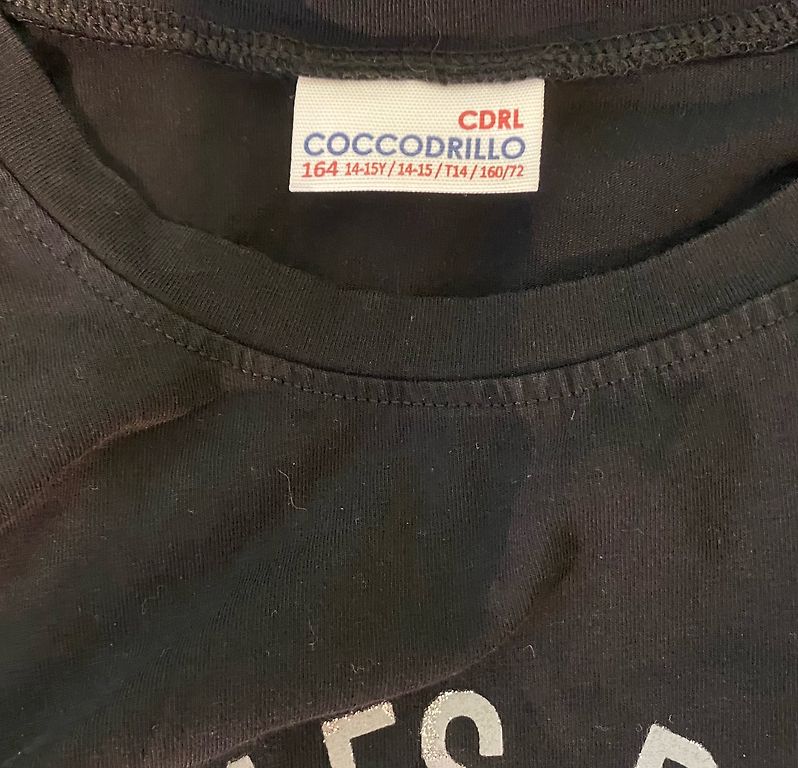 CDRL
COCCODRILLO
164 14-15Y / 14-15 / T14 / 160/72